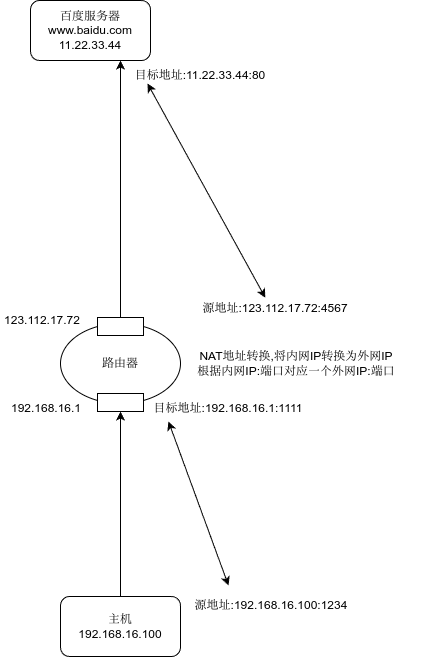 百度服务器
www.baidu.com
11.22.33.44
目标地址:11.22.33.44:80
源地址:123.112.17.72:4567
123.112.17.72
路由器
NAT地址转换,将内网IP转换为外网IP
根据内网IP:端口对应一个外网IP:端口
192.168.16.1
目标地址:192.168.16.1:1111
源地址:192.168.16.100:1234
主机
192.168.16.100